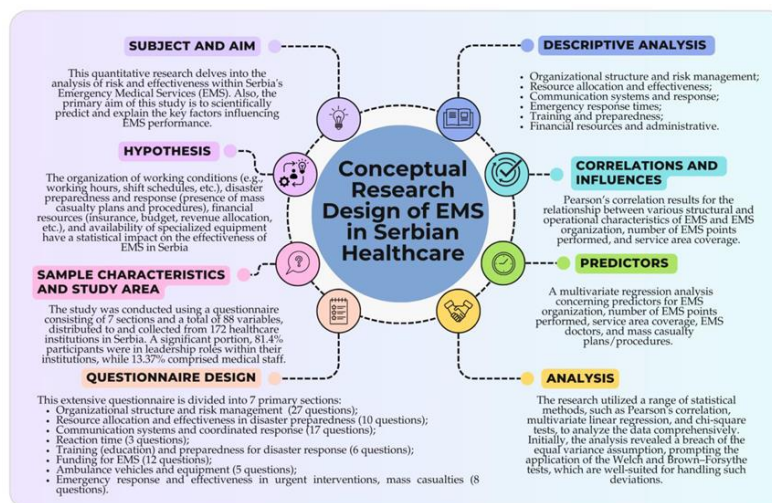 SUBJECT AND AIM
This quantitative research delves into the
analysis of risk and effectiveness within Serbia's
Emergency Medical Services (EMS). Also, the
primary aim of this study is to scientifically
predict and explain the key factors influencing
EMS performance.
HYPOTHESIS
The organization of working conditions (e.g.,
working hours, shift schedules, etc.), disaster
preparedness and response (presence of mass
casualty plans and procedures), financial
resources (insurance, budget, revenue allocation,
etc.), and availability of specialized equipment
have a statistical impact on the effectiveness of
EMS in Serbia
SAMPLE CHARACTERISTICS
AND STUDY AREA
The study was conducted using a questionnaire
consisting of 7 sections and a total of 88 variables,
distributed to and collected from 172 healthcare
institutions in Serbia. A significant portion, 81.4%
participants were in leadership roles within their
institutions, while 13.37% comprised medical staff.
QUESTIONNAIRE DESIGN
This extensive questionnaire is divided into 7 primary sections:
• Organizational structure and risk management (27 questions);
• Resource allocation and effectiveness in disaster preparedness (10 questions);
• Communication systems and coordinated response (17 questions);
• Reaction time (3 questions);
• Training (education) and preparedness for disaster response (6 questions);
• Funding for EMS (12 questions);
• Ambulance vehicles and equipment (5 questions);
• Emergency response and effectiveness in urgent interventions, mass casualties (8
questions).
Conceptual
Research
Design of EMS
in Serbian
Healthcare
DESCRIPTIVE ANALYSIS
• Organizational structure and risk management;
• Resource allocation and effectiveness;
• Communication systems and response;
• Emergency response times;
• Training and preparedness;
• Financial resources and administrative.
CORRELATIONS AND
INFLUENCES
Pearson's correlation results for the
relationship between various structural and
operational characteristics of EMS and EMS
organization, number of EMS points
performed, and service area coverage.
PREDICTORS
A multivariate regression analysis
concerning predictors for EMS
organization, number of EMS points
performed, service area coverage, EMS
doctors, and mass casualty
plans/procedures.
ANALYSIS
The research utilized a range of statistical
methods, such as Pearson's correlation,
multivariate linear regression, and chi-square
tests, to analyze the data comprehensively.
Initially, the analysis revealed a breach of the
equal variance assumption, prompting the
application of the Welch and Brown–Forsythe
tests, which are well-suited for handling such
deviations.